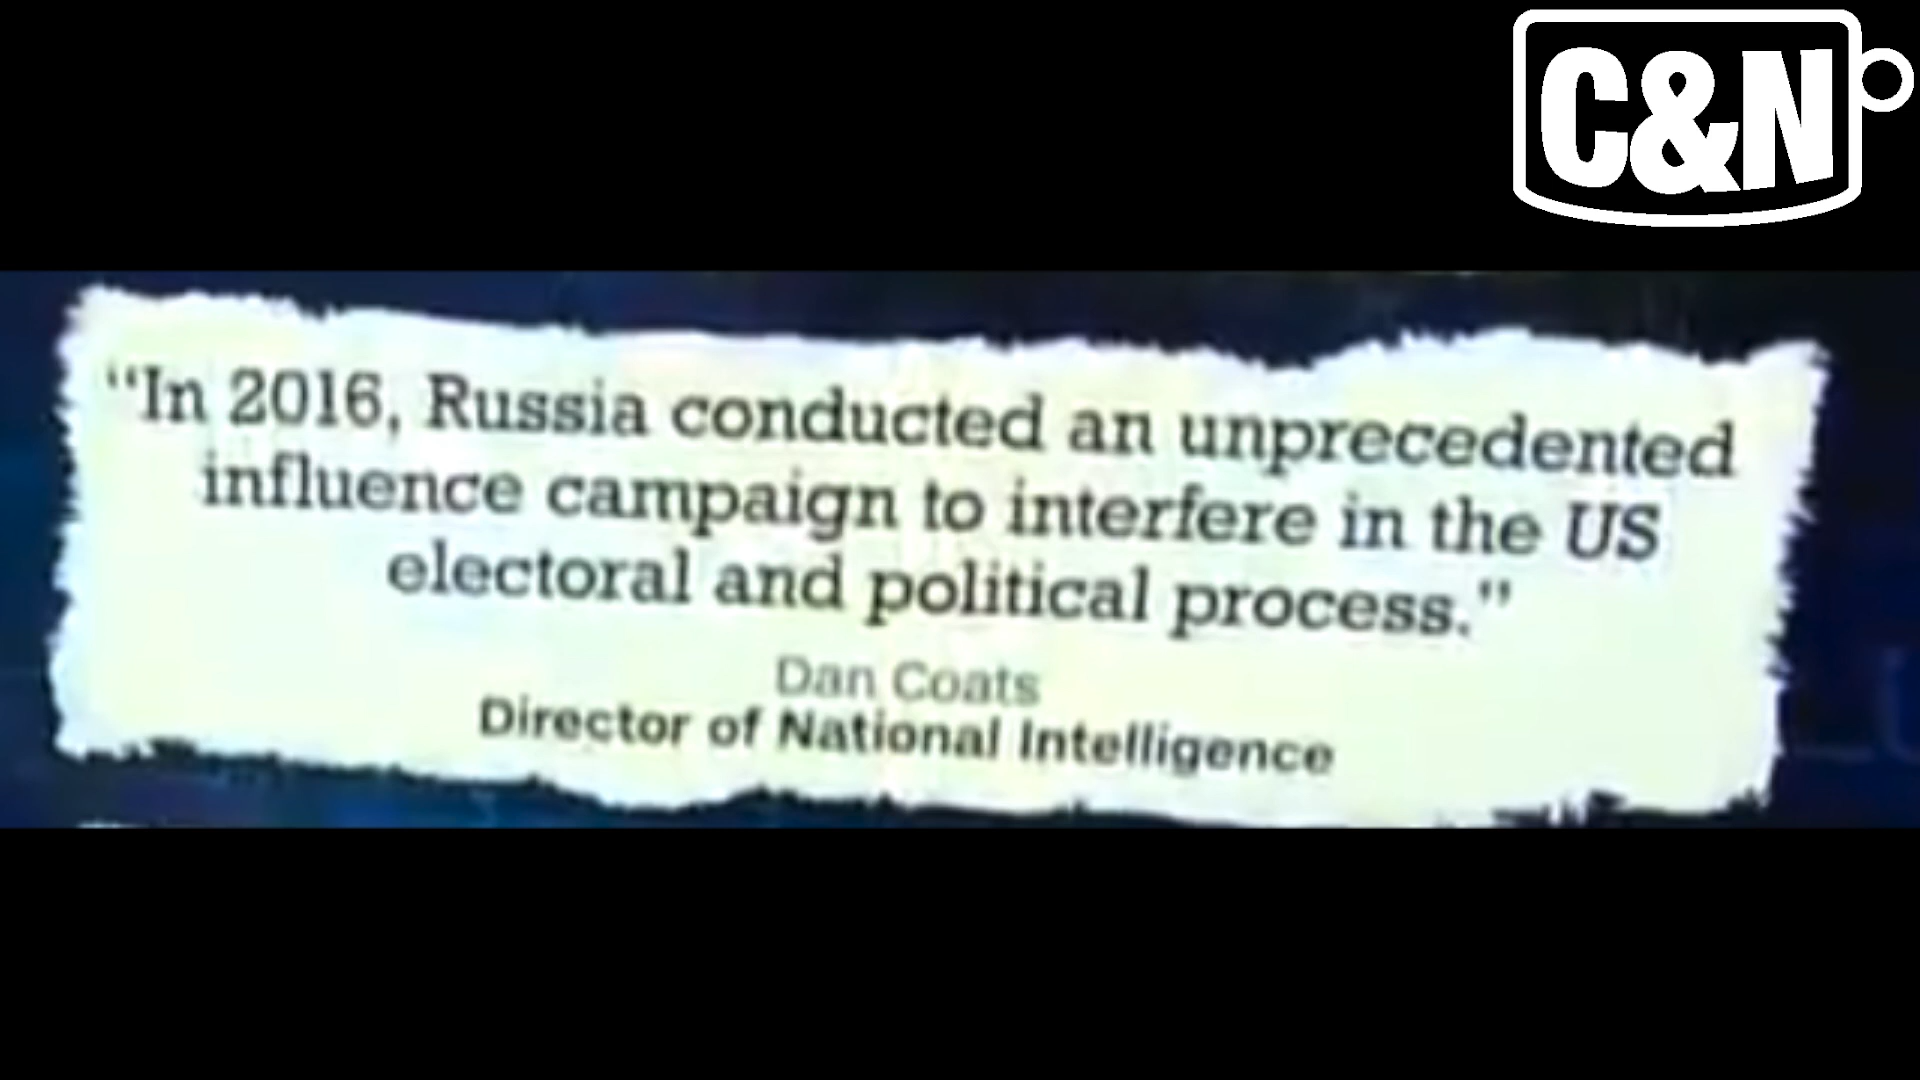 C&N
“In 2016, Russia conducted an unprecedented
influence campaign to interfere in the US
electoral and political process.”
Dan Coats
Director of National Intelligence